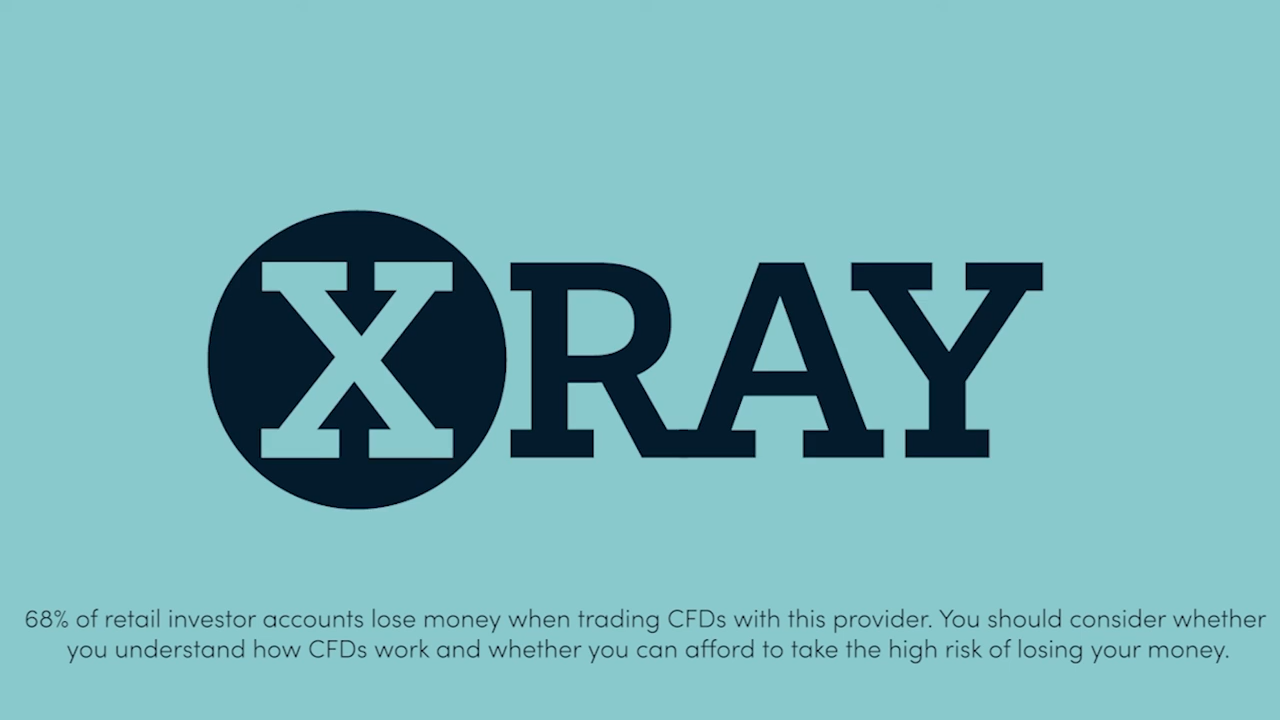 XRAY
68% of retail investor accounts lose money when trading CFDs with this provider. You should consider whether
you understand how CFDs work and whether you can afford to take the high risk of losing your money.